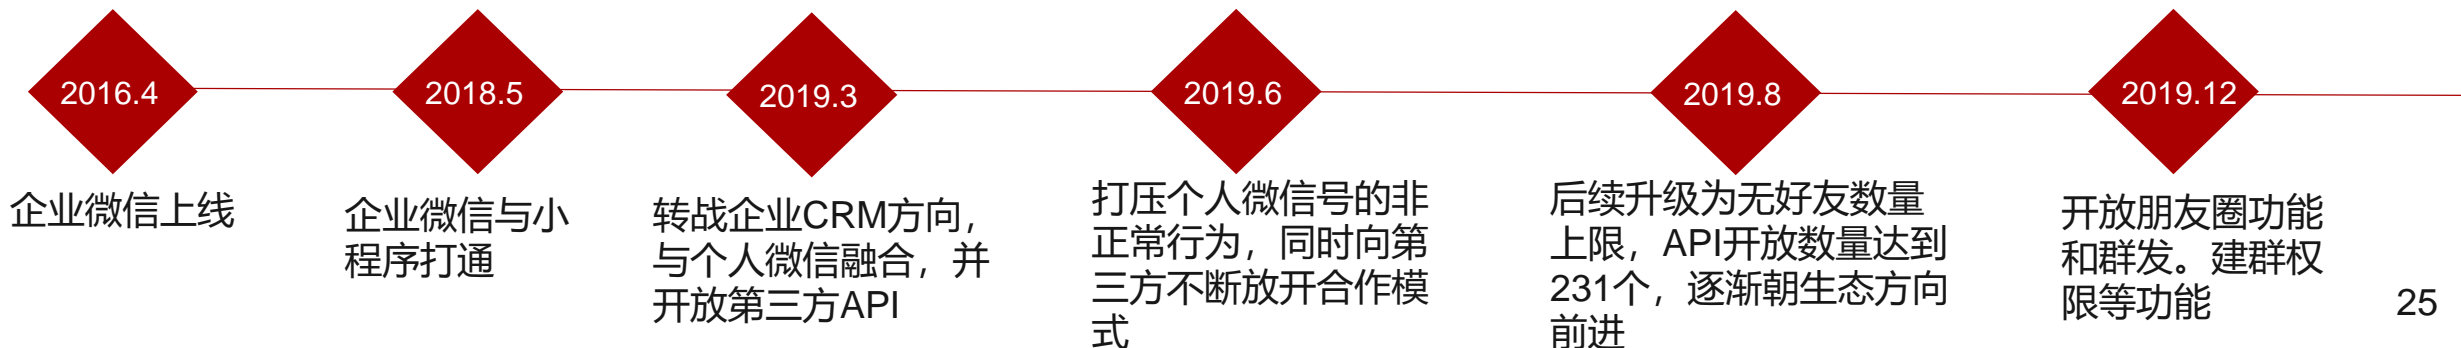 2016.4
2018.5
2019.3
2019.6
2019.8
2019.12
企业微信上线
企业微信与小
程序打通
转战企业CRM方向，
与个人微信融合，并
开放第三方API
打压个人微信号的非
正常行为，同时向第
三方不断放开合作模
式
后续升级为无好友数量
上限，API开放数量达到
231个，逐渐朝生态方向
前进
开放朋友圈功能
和群发。建群权
限等功能
25